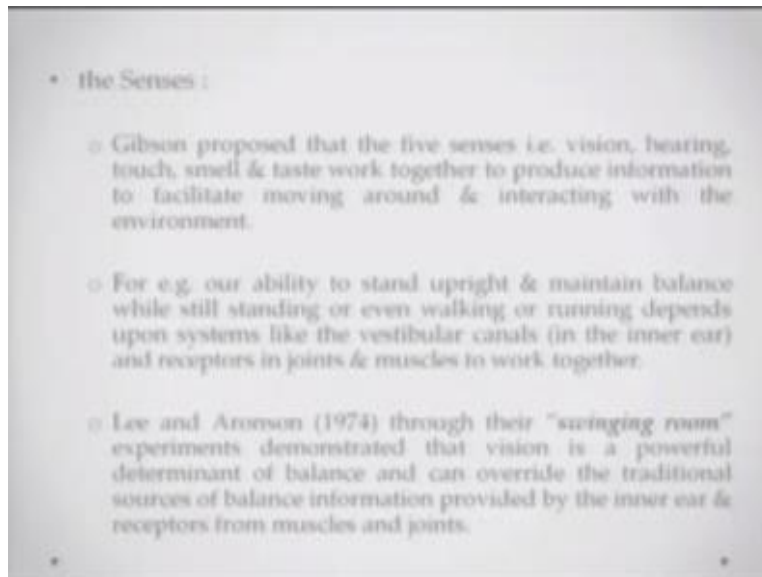 • the Senses :
o Gibson proposed that the five senses i.e. vision, hearing,
touch, smell & taste work together to produce information
to facilitate moving around & interacting with the
environment.
o For e.g. our ability to stand upright & maintain balance
while still standing or even walking or running depends
upon systems like the vestibular canals (in the inner ear)
and receptors in joints & muscles to work together.
o Lee and Aronson (1974) through their "swinging room"
experiments demonstrated that vision is a powerful
determinant of balance and can override the traditional
sources of balance information provided by the inner ear &
receptors from muscles and joints.